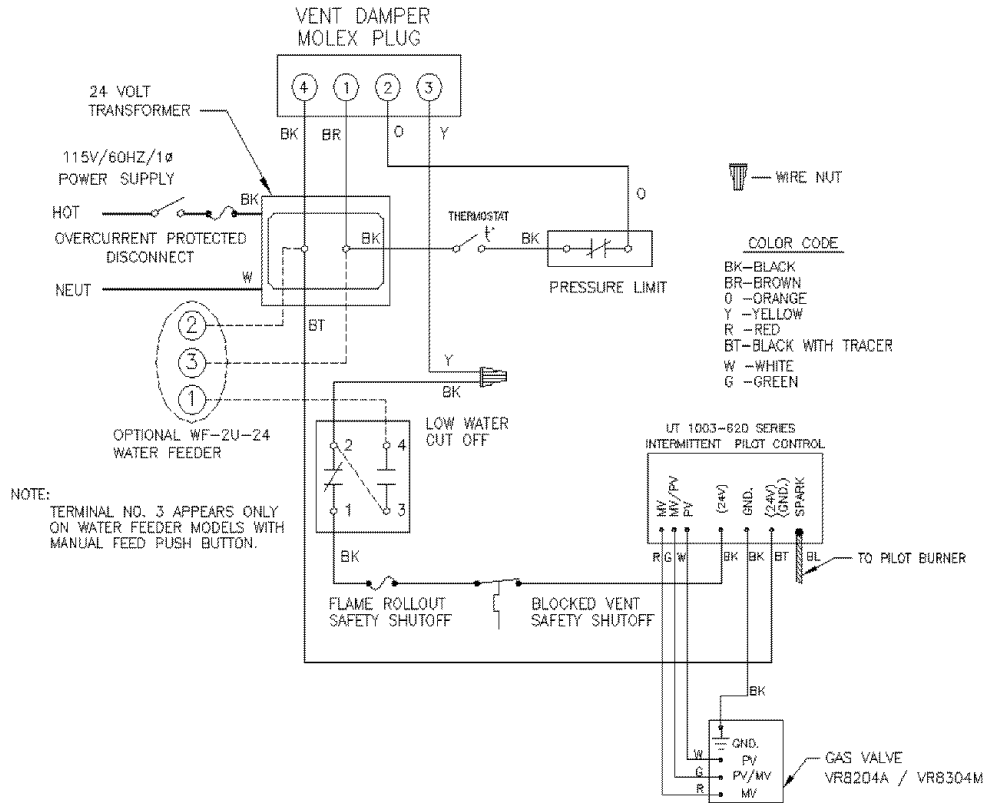 VENT DAMPER
MOLEX PLUG
4
1
2
3
BK
BR
O
Y
24 VOLT
TRANSFORMER
115V/60HZ/1ø
POWER SUPPLY
HOT
BK
OVERCURRENT PROTECTED
DISCONNECT
NEUT
W
BK
THERMOSTAT
t°
BK
O
PRESSURE LIMIT
WIRE NUT
COLOR CODE
BK-BLACK
BR-BROWN
O -ORANGE
Y -YELLOW
R -RED
BT-BLACK WITH TRACER
W -WHITE
G -GREEN
2
3
1
BT
OPTIONAL WF-2U-24
WATER FEEDER
Y
BK
LOW WATER
CUT OFF
2
4
1
3
BK
NOTE:
TERMINAL NO. 3 APPEARS ONLY
ON WATER FEEDER MODELS WITH
MANUAL FEED PUSH BUTTON.
FLAME ROLLOUT
SAFETY SHUTOFF
BLOCKED VENT
SAFETY SHUTOFF
UT 1003-620 SERIES
INTERMITTENT PILOT CONTROL
MV
MV/PV
PV
(24V)
GND.
(24V)
(GND.)
SPARK
R
G
W
BK
BK
BT
BL
TO PILOT BURNER
BK
GND.
W
PV
G
PV/MV
R
MV
GAS VALVE
VR8204A / VR8304M